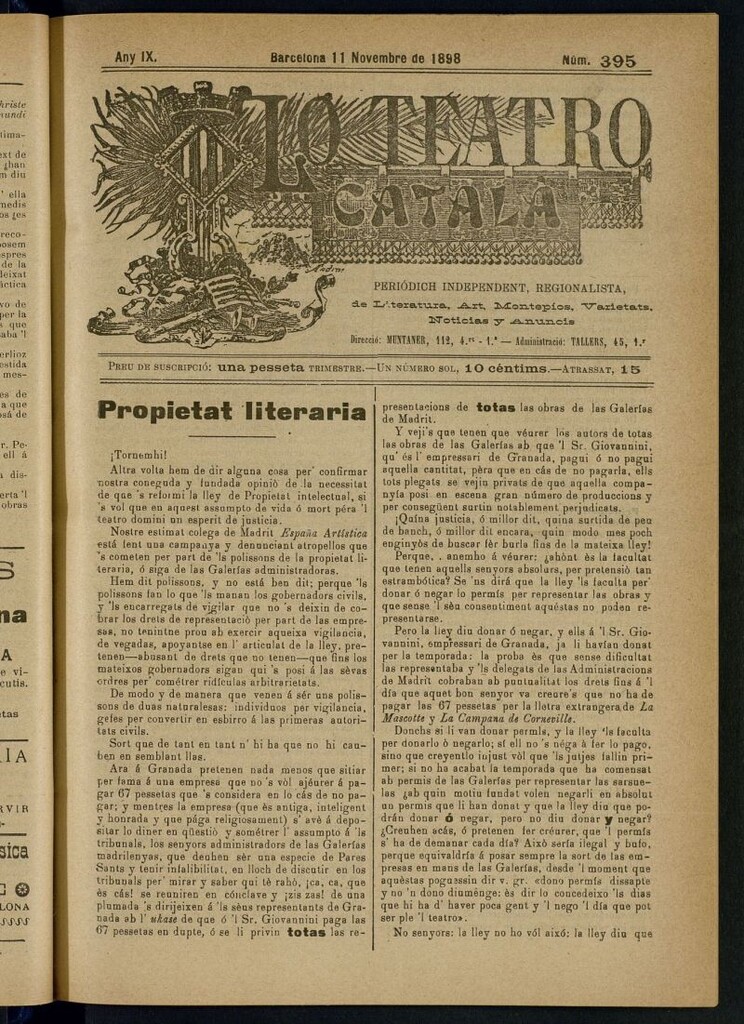 Any IX.
Barcelona 11 Novembre de 1898
Núm. 395
LO TEATRO
CATALÁ
PERIÓDICH INDEPENDENT, REGIONALISTA,
de Literatura, Art, Montepios, Varietats,
Noticias y Anuncis
Direcció: MUNTANER, 112, 4.rt - 1.ª — Administració: TALLERS, 45, 1.r
PREU DE SUSCRIPCIÓ: una pesseta TRIMESTRE.—UN NÚMERO SOL, 10 céntims.—ATRASSAT, 15
Propietat literaria
¡Tornemhi!
Altra volta hem de dir alguna cosa per' confirmar
nostra coneguda y fundada opinió de la necessitat
de que 's reformi la lley de Propietat intelectual, si
's vol que en aquest assumpto de vida ó mort péra 'l
teatro domini un esperit de justicia.
Nostre estimat colega de Madrit España Artística
está fent una campanya y denunciant atropellos que
's cometen per part de 'ls polissons de la propietat li-
teraria, ó siga de las Galerías administradoras.
Hem dit polissons, y no está ben dit; perque 'ls
polissons fan lo que 'ls manan los gobernadors civils,
y 'ls encarregats de vigilar que no 's deixin de co-
brar los drets de representació per part de las empre-
sas, no tenintne prou ab exercir aqueixa vigilancia,
de vegadas, apoyantse en l' articulat de la lley, pre-
tenen—abusant de drets que no tenen—que fins los
mateixos gobernadors sigan qui 's posi á las sèvas
ordres per' cométrer ridículas arbitrarietats.
De modo y de manera que venen á sér uns polis-
sons de duas naturalesas: individuos per vigilancia,
gefes per convertir en esbirro á las primeras autori-
tats civils.
Sort que de tant en tant n' hi ha que no hi cau-
hen en semblant llas.
Ara á Granada pretenen nada menos que sitiar
per fama á una empresa que no 's vòl ajéurer á pa-
gar 67 pessetas que 's considera en lo cás de no pa-
gar; y mentres la empresa (que és antiga, inteligent
y honrada y que pága religiosament) s' avè á depo-
sitar lo diner en qüestió y sométrer l' assumpto á 'ls
tribunals, los senyors administradors de las Galerías
madrilenyas, que deuhen sér una especie de Pares
Sants y tenir infalibilitat, en lloch de discutir en los
tribunals per' mirar y saber qui té rahó, ¡ca, ca, que
és cás! se reuniren en cónclave y ¡zis zas! de una
plumada 's dirijeixen á 'ls sèus representants de Gra-
nada ab l' ukase de que ó 'l Sr. Giovannini paga las
67 pessetas en dupte, ó se li privin totas las re-
presentacions de totas las obras de las Galerías
de Madrit.
Y veji's que tenen que véurer los autors de totas
las obras de las Galerías ab que 'l Sr. Giovannini,
qu' és l' empressari de Granada, pagui ó no pagui
aquella cantitat, pèra que en cás de no pagarla, ells
tots plegats se vejin privats de que aquella compa-
nyía posi en escena gran número de produccions y
per conseguent surtin notablement perjudicats.
¡Quína justicia, ó millor dit, quina surtida de peu
de banch, ó millor dit encara, quin modo mes poch
enginyós de buscar fèr burla fins de la mateixa lley!
Perque, anemho á véurer: ¿ahònt ès la facultat
que tenen aquells senyors absoluts, per pretensió tan
estrambótica? Se 'ns dirá que la lley 'ls faculta per'
donar ó negar lo permís per representar las obras y
que sense 'l séu consentiment aquéstas no poden re-
presentarse.
Pero la lley diu donar ó negar, y ells á 'l Sr. Gio-
vannini, empressari de Granada, ja li havían donat
per la temporada: la proba ès que sense dificultat
las representaba y 'ls delegats de las Administracions
de Madrit cobraban ab puntualitat los drets fins á 'l
día que aquet bon senyor va creure's que no ha de
pagar las 67 pessetas per la lletra extrangera de La
Mascotte y La Campana de Corneville.
Donchs si li van donar permís, y la lley 'ls faculta
per donarlo ó negarlo; si ell no 's néga á fer lo pago,
sino que creyentlo injust vòl que 'ls jutjes fallin pri-
mer; si no ha acabat la temporada que ha comensat
ab permís de las Galerías per representar las sarsue-
las ¿ab quin motiu fundat volen negarli en absolut
un permís que li han donat y que la lley diu que po-
drán donar ó negar, pero no diu donar y negar?
¿Creuhen acás, ó pretenen fer créurer, que 'l permís
s' ha de demanar cada día? Això sería ilegal y bufo,
perque equivaldría á posar sempre la sort de las em-
presas en mans de las Galerías, desde 'l moment que
aquèstas poguessin dir v. gr. «dono permís dissapte
y no 'n dono diuménge: ès dir lo concedeixo 'ls días
que hi ha d' haver poca gent y 'l nego 'l día que pot
ser ple 'l teatro».
No senyors: la lley no ho vól aixó: la lley diu que